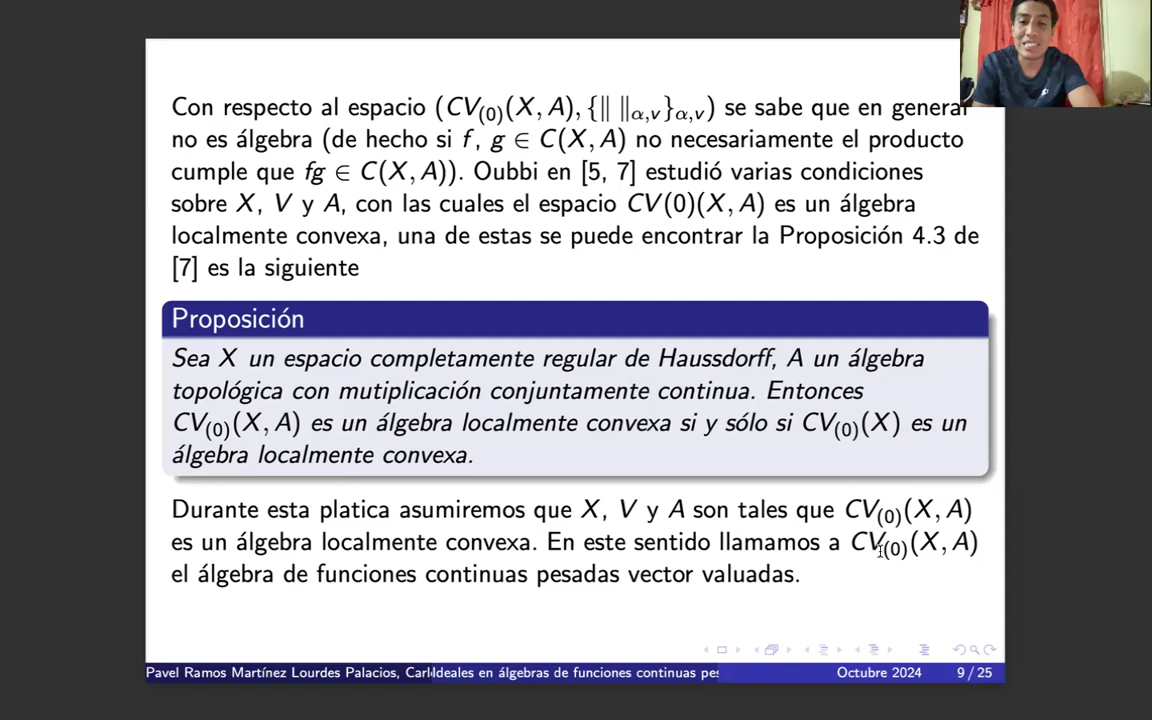 Con respecto al espacio (CV₍₀₎(X, A), {‖ ‖α,v}α,v) se sabe que en general
no es álgebra (de hecho si f, g ∈ C(X, A) no necesariamente el producto
cumple que fg ∈ C(X, A)). Oubbi en [5, 7] estudió varias condiciones
sobre X, V y A, con las cuales el espacio CV(0)(X, A) es un álgebra
localmente convexa, una de estas se puede encontrar la Proposición 4.3 de
[7] es la siguiente
Proposición
Sea X un espacio completamente regular de Haussdorff, A un álgebra
topológica con mutiplicación conjuntamente continua. Entonces
CV₍₀₎(X, A) es un álgebra localmente convexa si y sólo si CV₍₀₎(X) es un
álgebra localmente convexa.
Durante esta platica asumiremos que X, V y A son tales que CV₍₀₎(X, A)
es un álgebra localmente convexa. En este sentido llamamos a CV₍₀₎(X, A)
el álgebra de funciones continuas pesadas vector valuadas.
Pavel Ramos Martínez Lourdes Palacios, Carl Ideales en álgebras de funciones continuas pes Octubre 2024 9 / 25